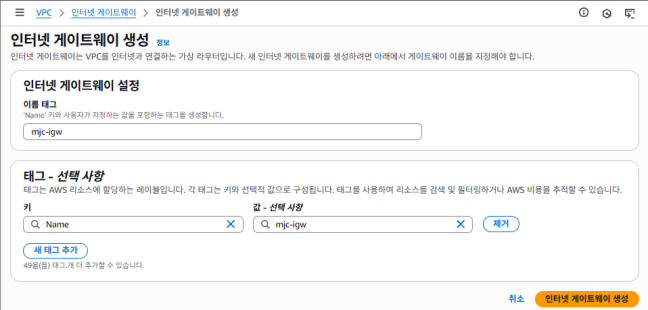 VPC > 인터넷 게이트웨이 > 인터넷 게이트웨이 생성
인터넷 게이트웨이 생성 정보
인터넷 게이트웨이는 VPC를 인터넷과 연결하는 가상 라우터입니다. 새 인터넷 게이트웨이를 생성하려면 아래에서 게이트웨이 이름을 지정해야 합니다.
인터넷 게이트웨이 설정
이름 태그
'Name' 키와 사용자가 지정하는 값을 포함하는 태그를 생성합니다.
mjc-igw
태그 - 선택 사항
태그는 AWS 리소스에 할당하는 레이블입니다. 각 태그는 키와 선택적 값으로 구성됩니다. 태그를 사용하여 리소스를 검색 및 필터링하거나 AWS 비용을 추적할 수 있습니다.
키 값 - 선택 사항
Name mjc-igw 제거
새 태그 추가
49을(를) 태그.개 더 추가할 수 있습니다.
취소 인터넷 게이트웨이 생성